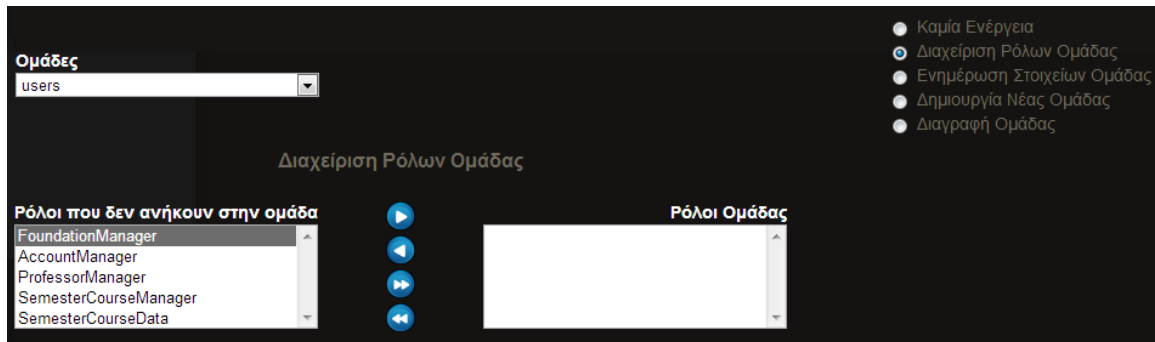 Καμία Ενέργεια
Διαχείριση Ρόλων Ομάδας
Ενημέρωση Στοιχείων Ομάδας
Δημιουργία Νέας Ομάδας
Διαγραφή Ομάδας
Ομάδες
users
Διαχείριση Ρόλων Ομάδας
Ρόλοι που δεν ανήκουν στην ομάδα
FoundationManager
AccountManager
ProfessorManager
SemesterCourseManager
SemesterCourseData
Ρόλοι Ομάδας